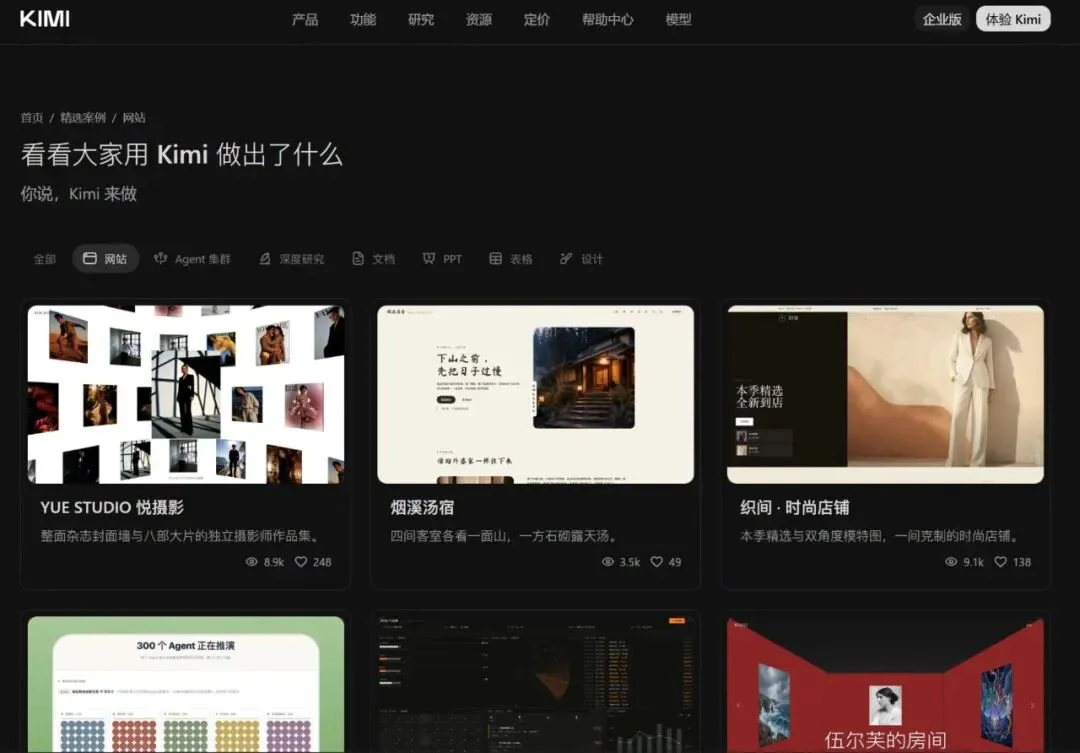 KIMI
产品 功能 研究 资源 定价 帮助中心 模型
企业版 体验 Kimi
首页 / 精选案例 / 网站
看看大家用 Kimi 做出了什么
你说，Kimi 来做
全部 网站 Agent 集群 深度研究 文档 PPT 表格 设计
下山之前，
先把日子过慢
本季精选
全新到店
YUE STUDIO 悦摄影
整面杂志封面墙与八部大片的独立摄影师作品集。
8.9k 248
烟溪汤宿
四间客室各看一面山，一方石砌露天汤。
3.5k 49
织间 · 时尚店铺
本季精选与双角度模特图，一间克制的时尚店铺。
9.1k 138
300 个 Agent 正在推演
伍尔芙的房间